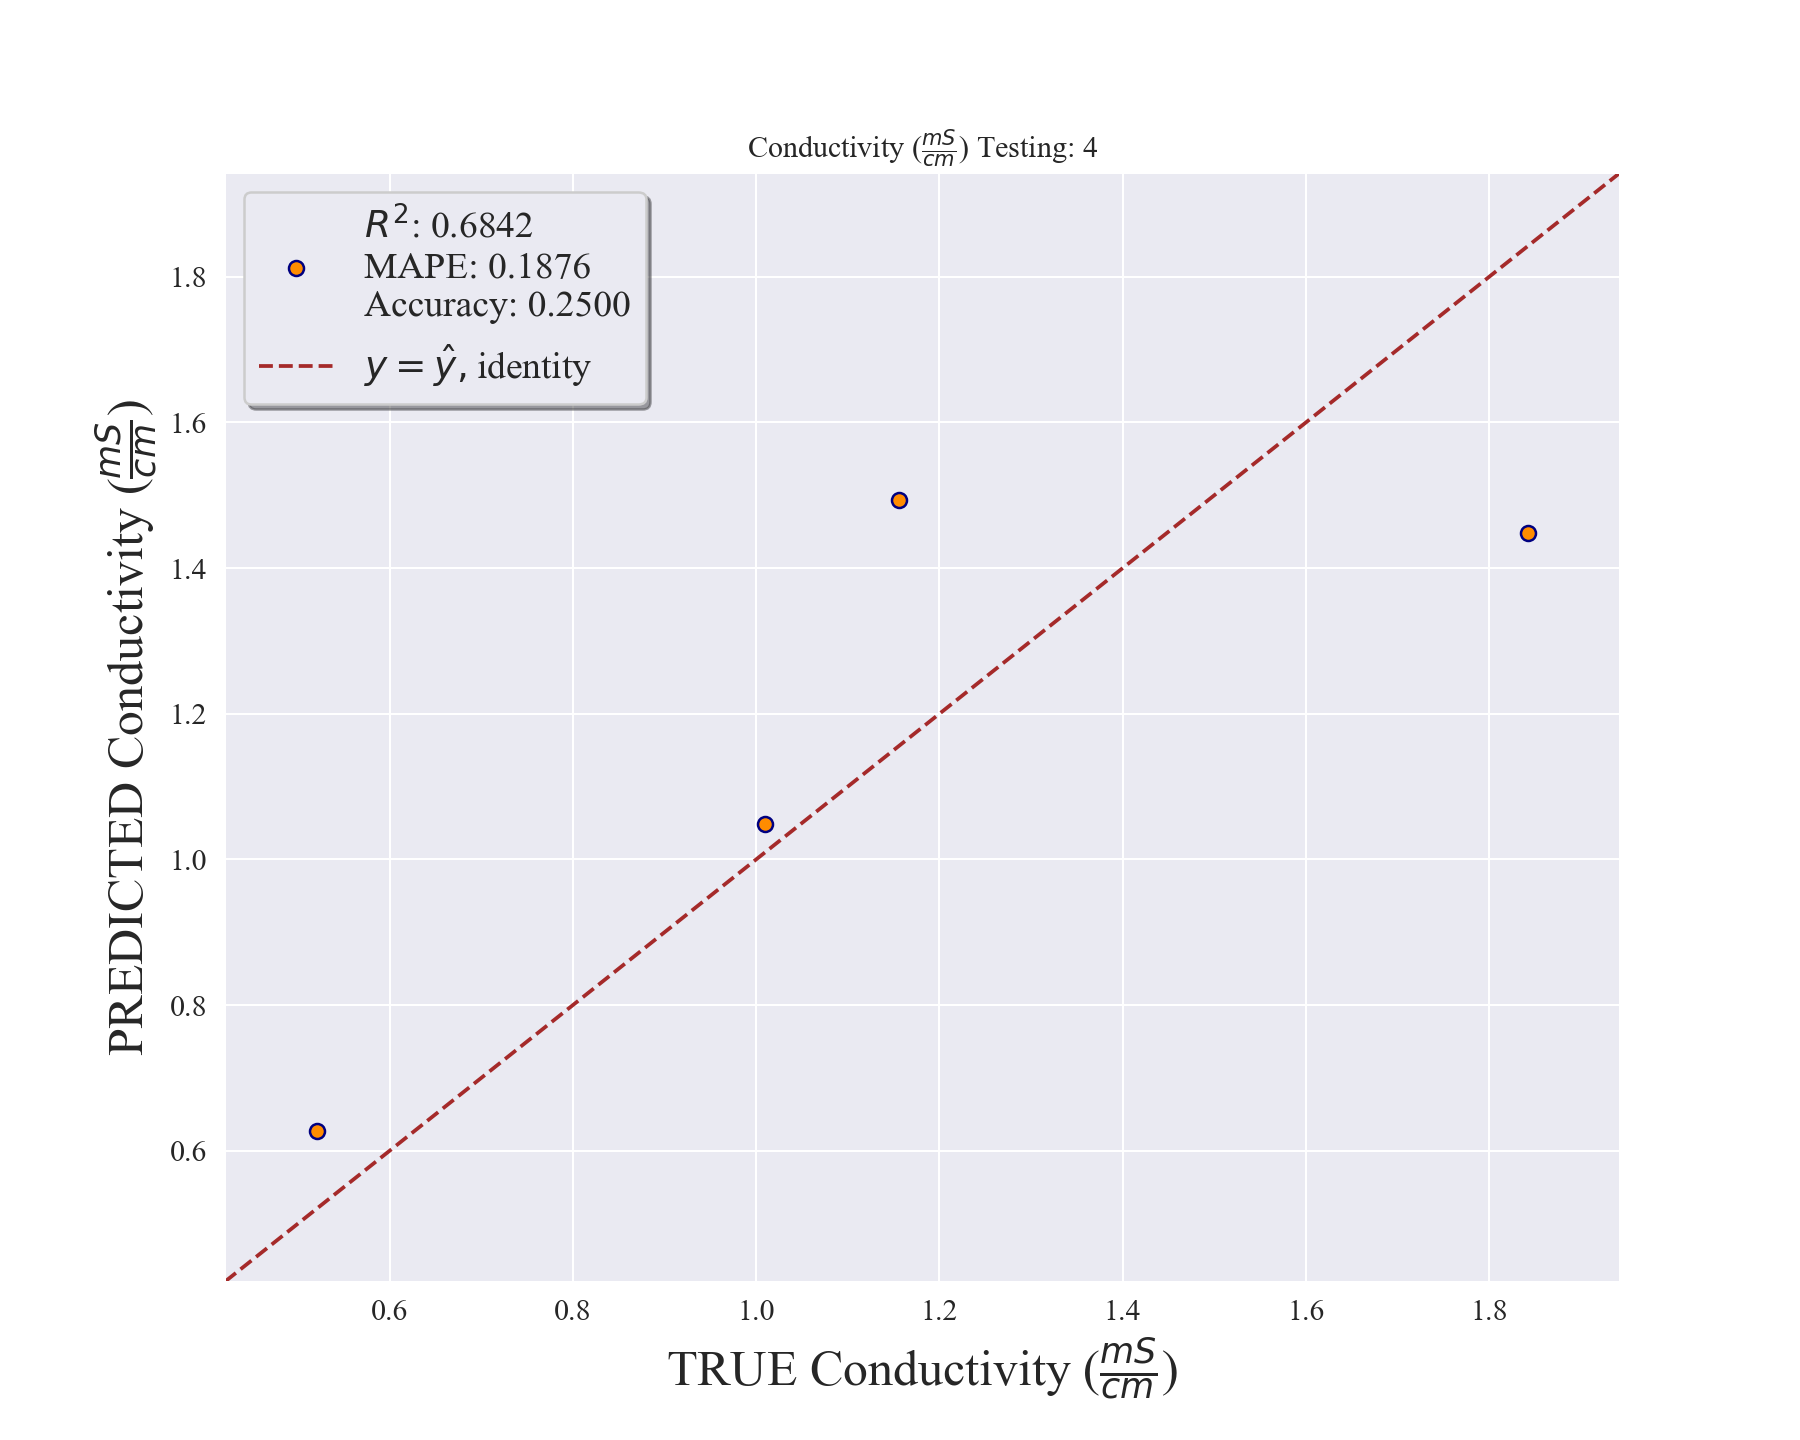 Conductivity (mS/cm) Testing: 4
R²: 0.6842
MAPE: 0.1876
Accuracy: 0.2500
y = ŷ, identity
PREDICTED Conductivity (mS/cm)
1.8
1.6
1.4
1.2
1.0
0.8
0.6
0.6 0.8 1.0 1.2 1.4 1.6 1.8
TRUE Conductivity (mS/cm)